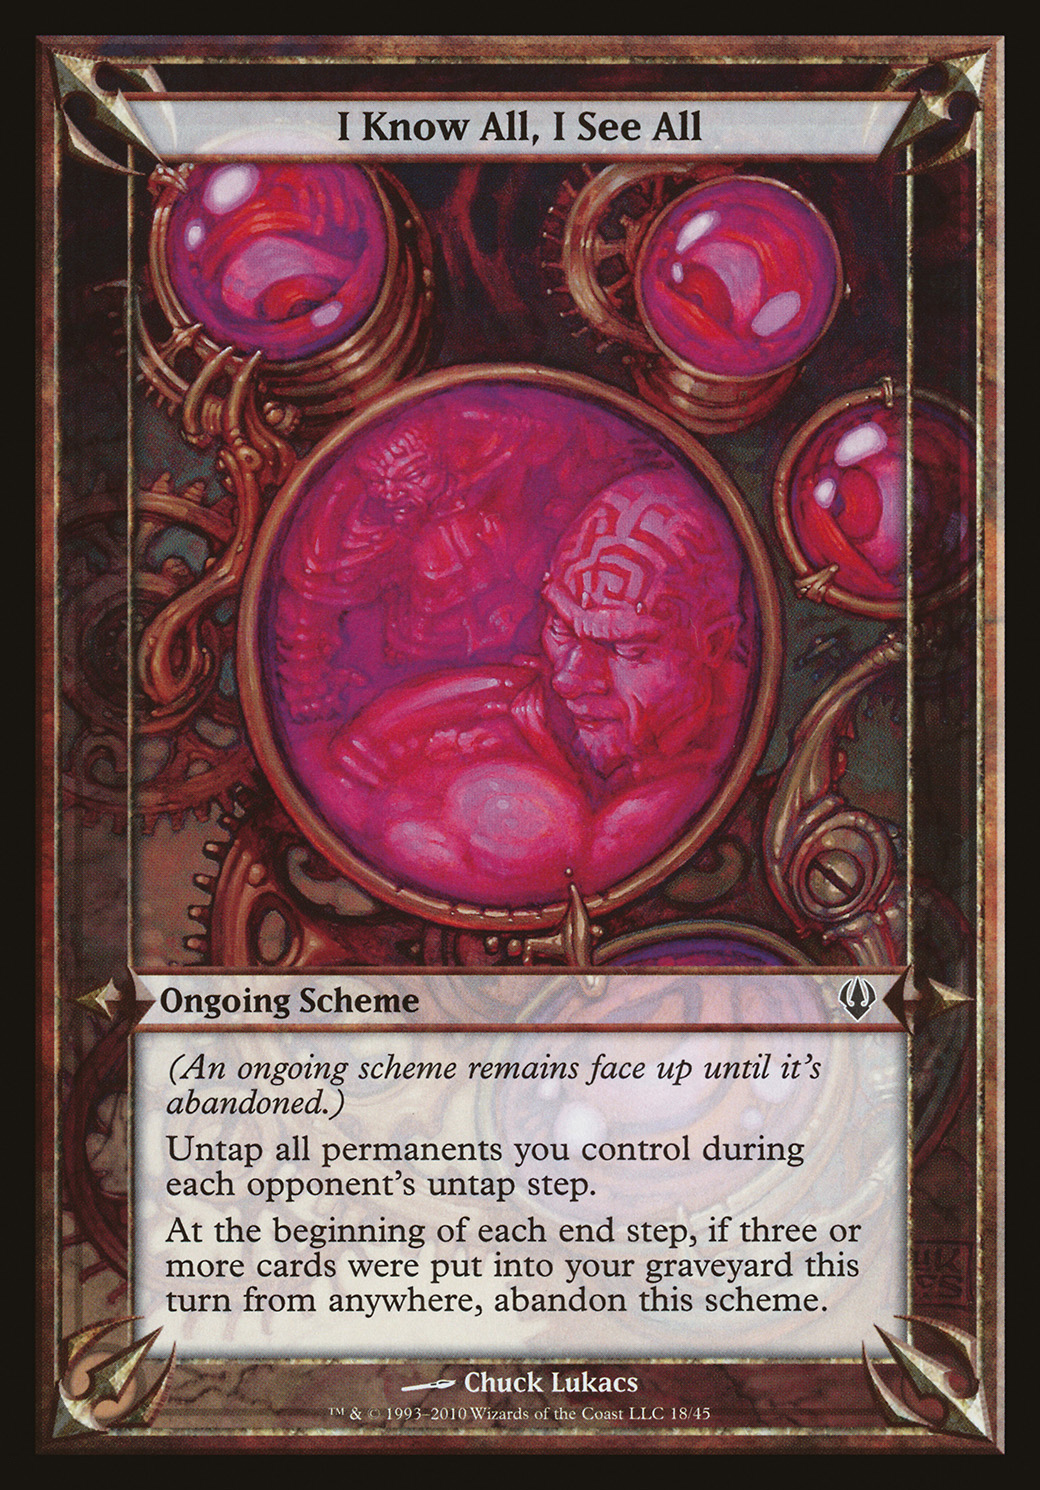 I Know All, I See All
Ongoing Scheme
(An ongoing scheme remains face up until it's
abandoned.)
Untap all permanents you control during
each opponent's untap step.
At the beginning of each end step, if three or
more cards were put into your graveyard this
turn from anywhere, abandon this scheme.
Chuck Lukacs
™ & © 1993–2010 Wizards of the Coast LLC 18/45